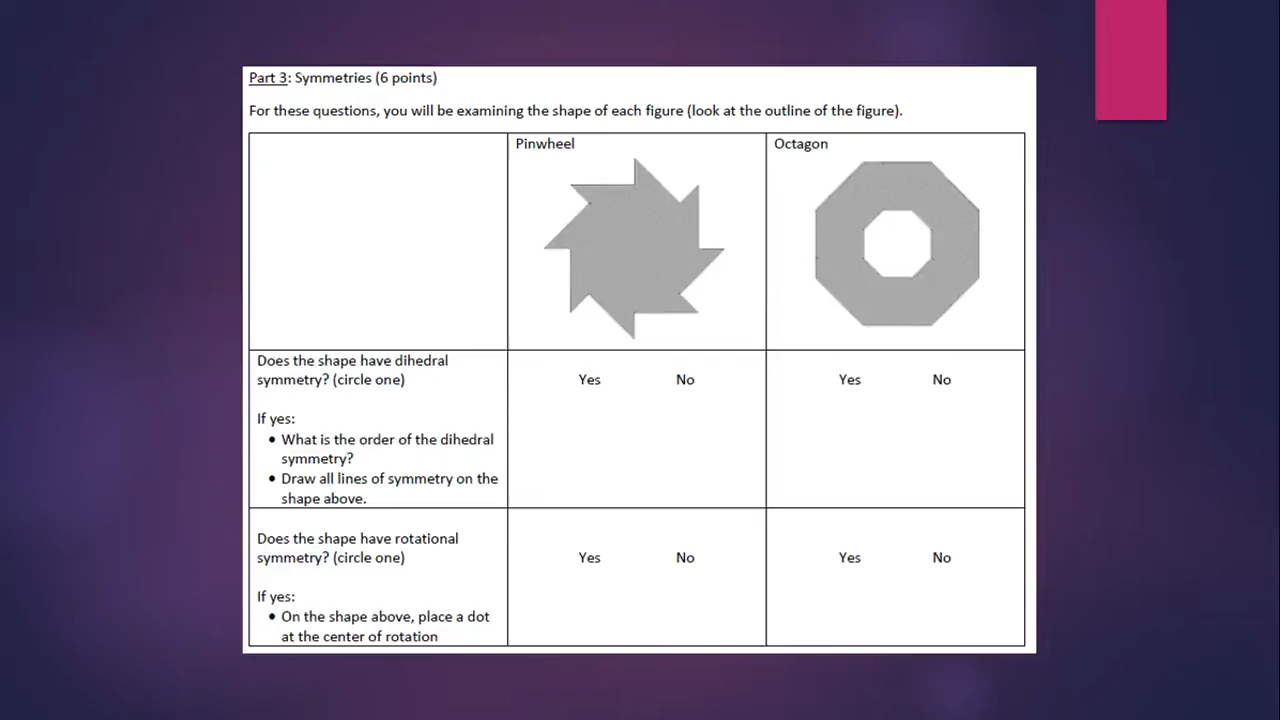 Part 3: Symmetries (6 points)
For these questions, you will be examining the shape of each figure (look at the outline of the figure).
Pinwheel
Octagon
Does the shape have dihedral
symmetry? (circle one)
If yes:
• What is the order of the dihedral
symmetry?
• Draw all lines of symmetry on the
shape above.
Yes No
Yes No
Does the shape have rotational
symmetry? (circle one)
If yes:
• On the shape above, place a dot
at the center of rotation
Yes No
Yes No